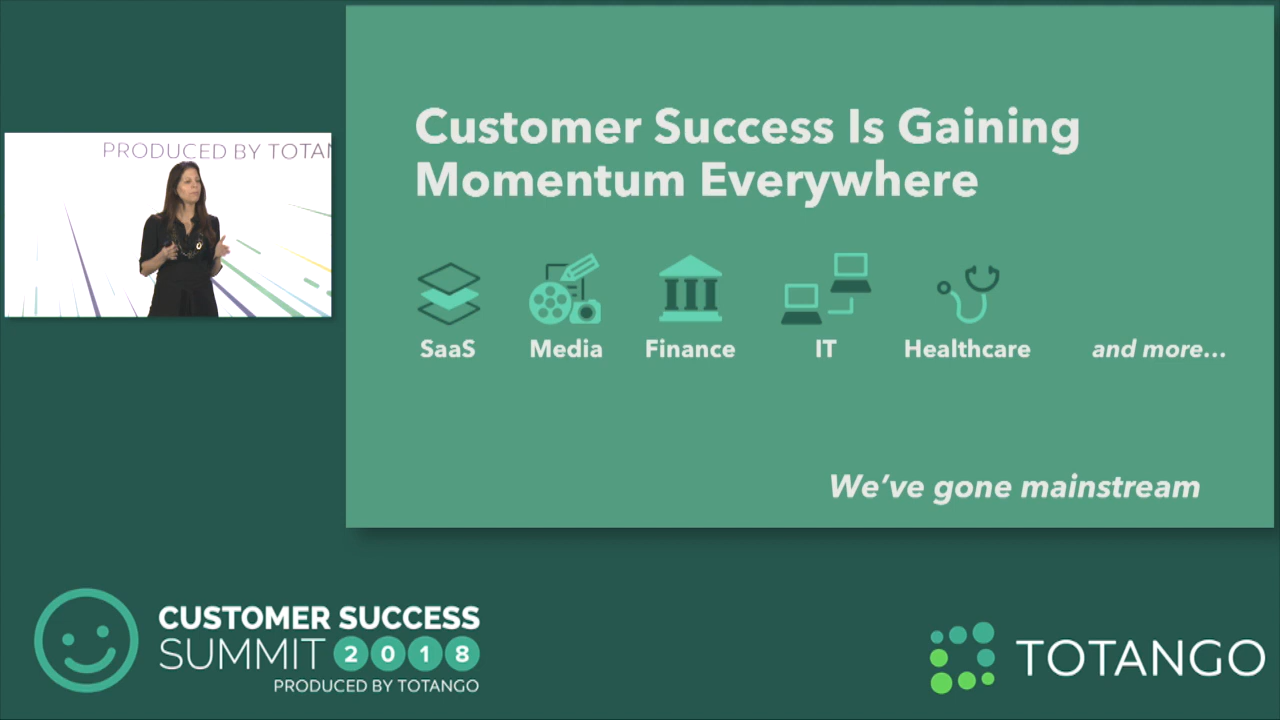 PRODUCED BY TOTAN
Customer Success Is Gaining
Momentum Everywhere
SaaS
Media
Finance
IT
Healthcare
and more...
We've gone mainstream
CUSTOMER SUCCESS
SUMMIT 2018
PRODUCED BY TOTANGO
TOTANGO